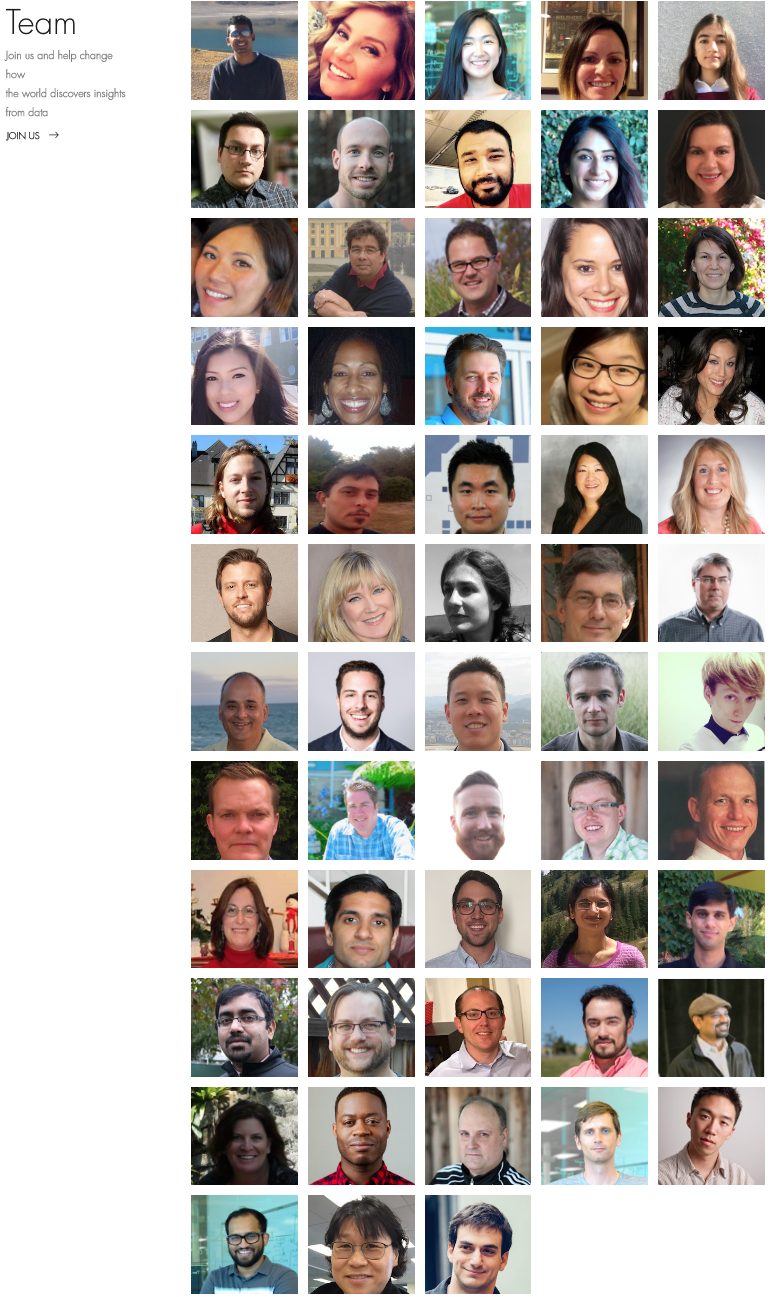 Team
Join us and help change
how
the world discovers insights
from data
JOIN US →